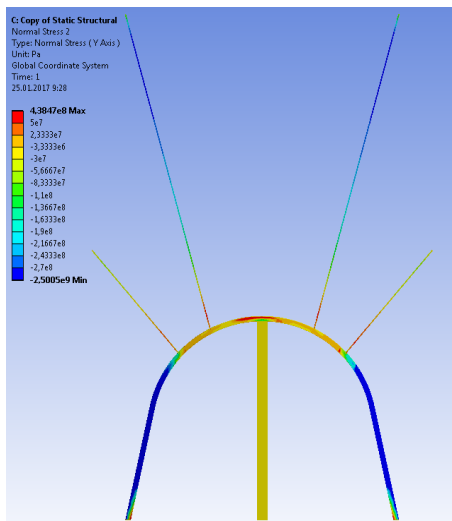 C: Copy of Static Structural
Normal Stress 2
Type: Normal Stress ( Y Axis )
Unit: Pa
Global Coordinate System
Time: 1
25.01.2017 9:28
4,3847e8 Max
5e7
2,3333e7
-3,3333e6
-3e7
-5,6667e7
-8,3333e7
-1,1e8
-1,3667e8
-1,6333e8
-1,9e8
-2,1667e8
-2,4333e8
-2,7e8
-2,5005e9 Min